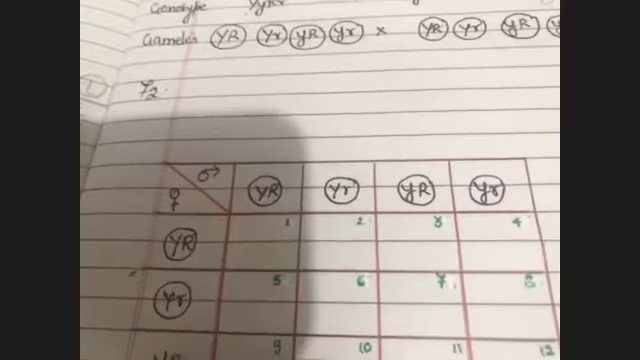 Genotype YyRr
Gametes YR Yr yR yr × YR Yr yR
F2
♂ YR Yr yR yr
♀
YR 1 2 3 4
Yr 5 6 7 8
9 10 11 12